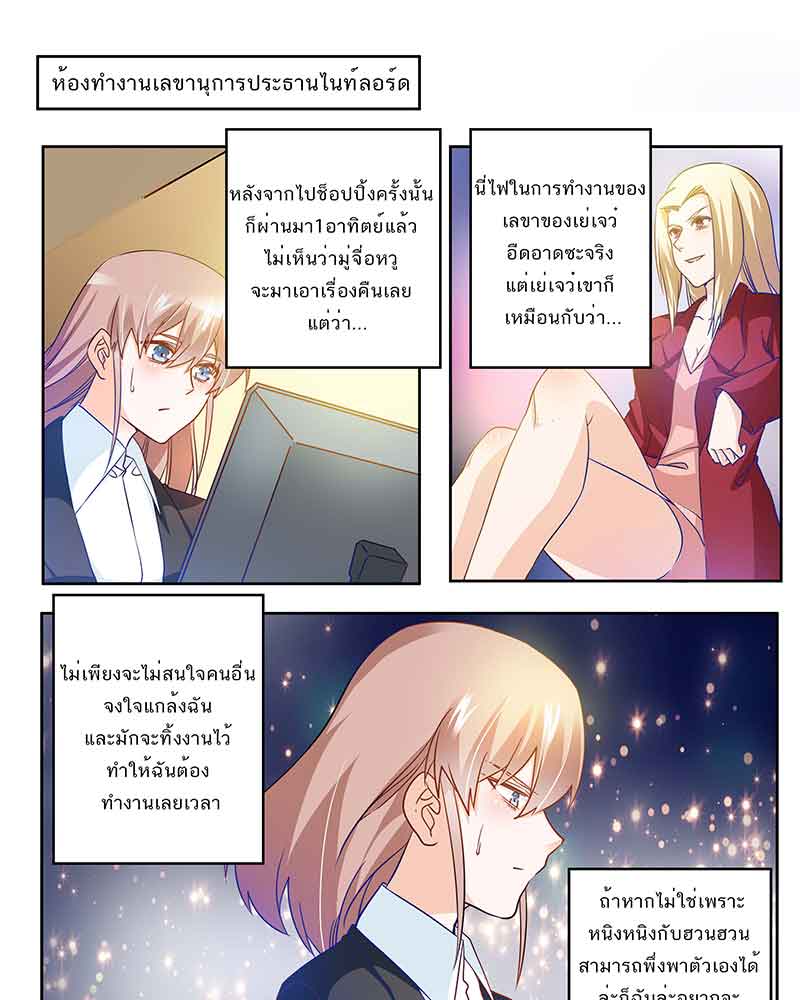 ห้องทำงานเลขานุการประธานไนท์ลอร์ด
หลังจากไปช็อปปิ้งครั้งนั้น
ก็ผ่านมา1อาทิตย์แล้ว
ไม่เห็นว่ามู่จื่อหวู
จะมาเอาเรื่องคืนเลย
แต่ว่า...
นี่ไฟในการทำงานของ
เลขาของเย่เจว๋
อืดอาดซะจริง
แต่เย่เจว๋เขาก็
เหมือนกับว่า...
ไม่เพียงจะไม่สนใจคนอื่น
จงใจแกล้งฉัน
และมักจะทิ้งงานไว้
ทำให้ฉันต้อง
ทำงานเลยเวลา
ถ้าหากไม่ใช่เพราะ
หนิงหนิงกับฮวนฮวน
สามารถพึ่งพาตัวเองได้
ล่ะก็ฉันล่ะอยากจะ